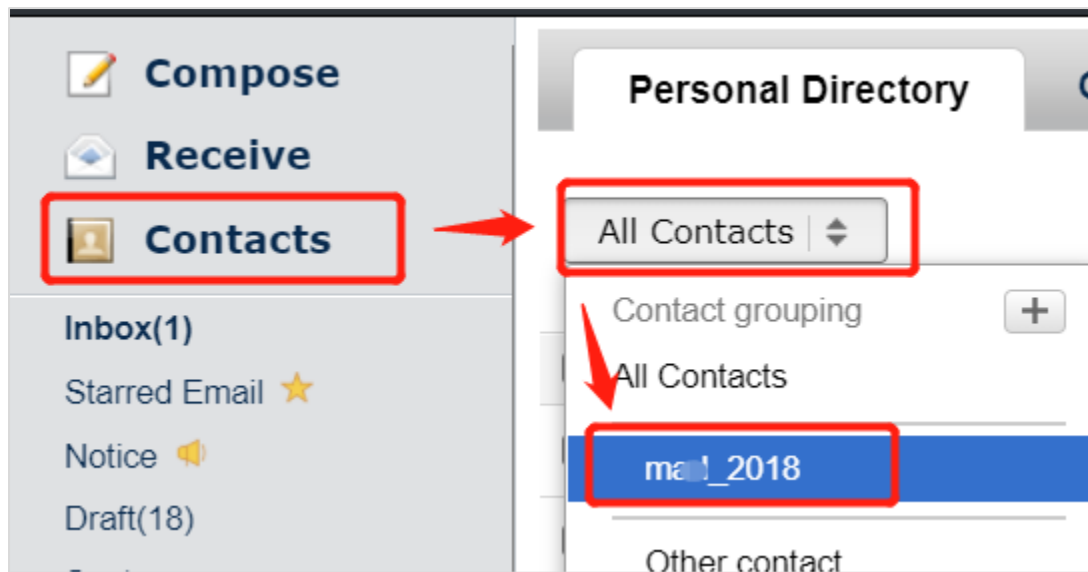 Compose
Receive
Contacts
Inbox(1)
Starred Email
Notice
Draft(18)
Personal Directory
All Contacts
Contact grouping
All Contacts
_2018
Other contact